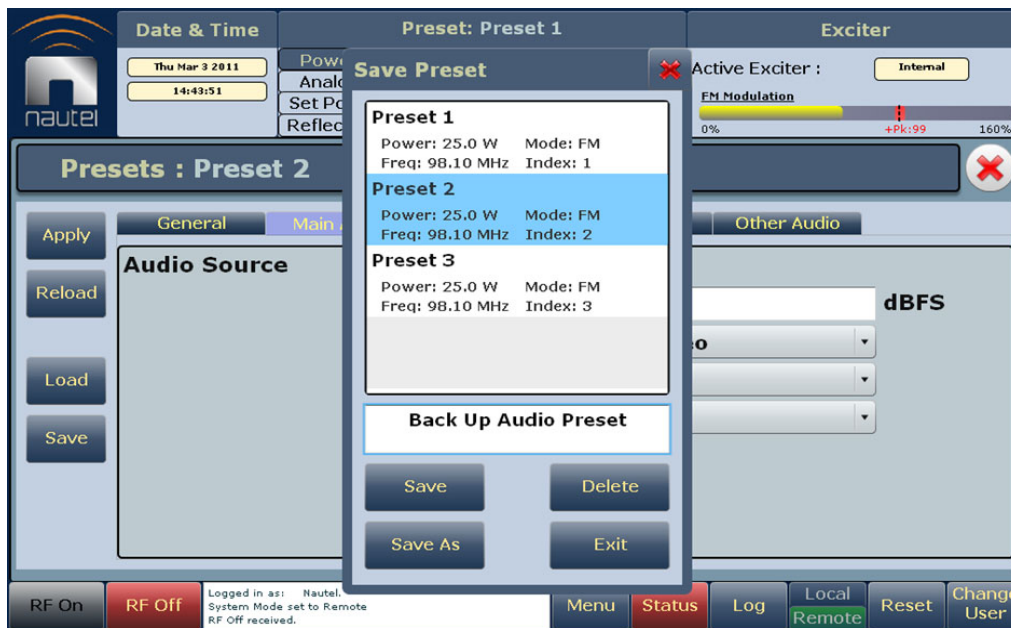 Date & Time
Preset: Preset 1
Exciter
Thu Mar 3 2011
14:43:51
nautel
Active Exciter :
Internal
FM Modulation
0%
+Pk:99
160%
Presets : Preset 2
Apply
Reload
Load
Save
General
Main
Other Audio
Audio Source
dBFS
Save Preset
Preset 1
Power: 25.0 W Mode: FM
Freq: 98.10 MHz Index: 1
Preset 2
Power: 25.0 W Mode: FM
Freq: 98.10 MHz Index: 2
Preset 3
Power: 25.0 W Mode: FM
Freq: 98.10 MHz Index: 3
Back Up Audio Preset
Save
Delete
Save As
Exit
RF On
RF Off
Logged in as: Nautel.
System Mode set to Remote
RF Off received.
Menu
Status
Log
Local
Remote
Reset
Change
User